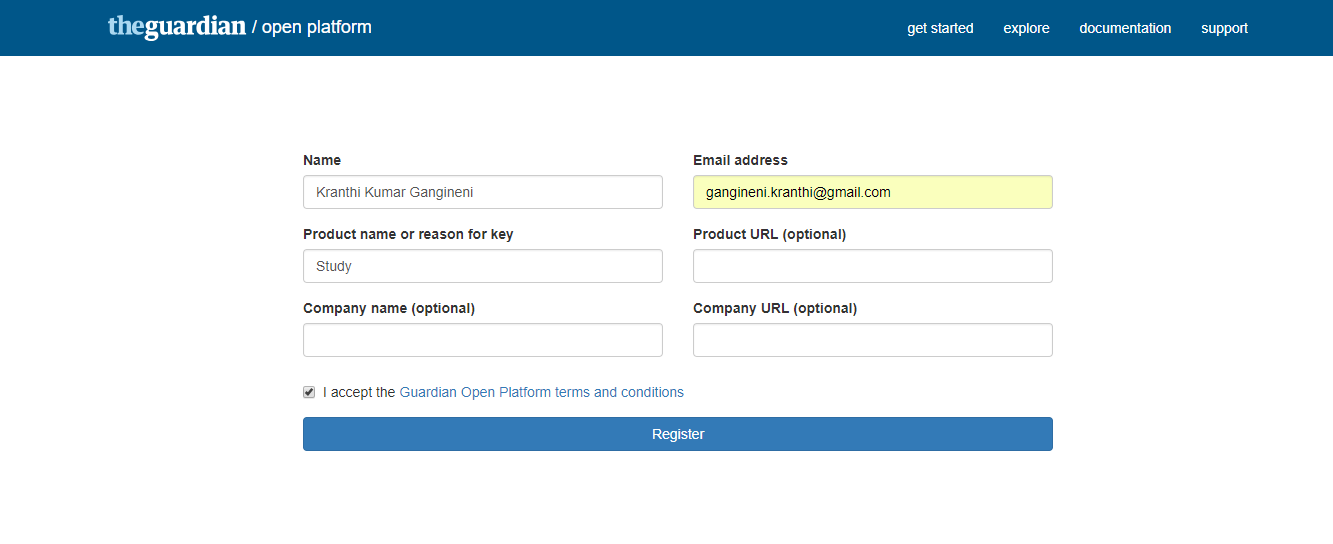 theguardian / open platform
get started explore documentation support
Name Email address
Kranthi Kumar Gangineni gangineni.kranthi@gmail.com
Product name or reason for key Product URL (optional)
Study
Company name (optional) Company URL (optional)
I accept the Guardian Open Platform terms and conditions
Register